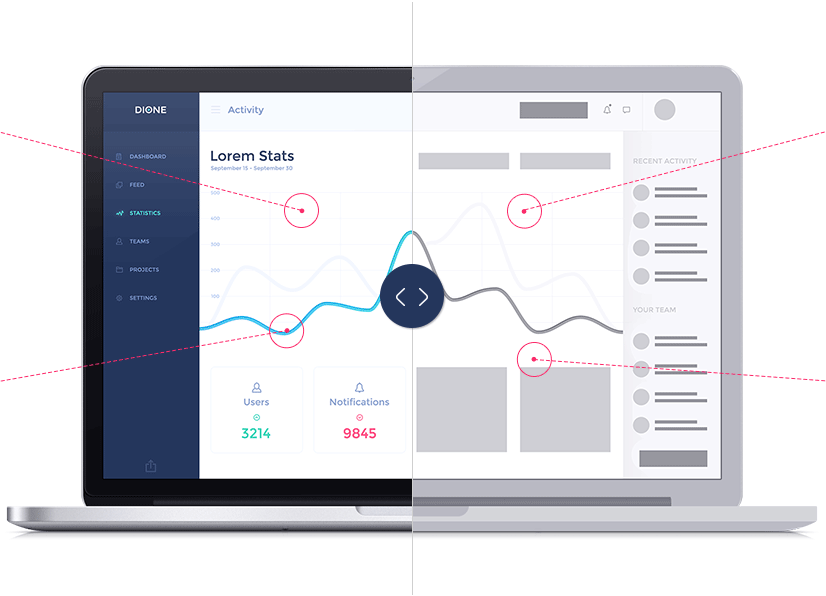 DIONE
Activity
DASHBOARD
FEED
STATISTICS
TEAMS
PROJECTS
SETTINGS
Lorem Stats
September 15 - September 30
500
400
300
200
100
Users
3214
Notifications
9845
RECENT ACTIVITY
YOUR TEAM